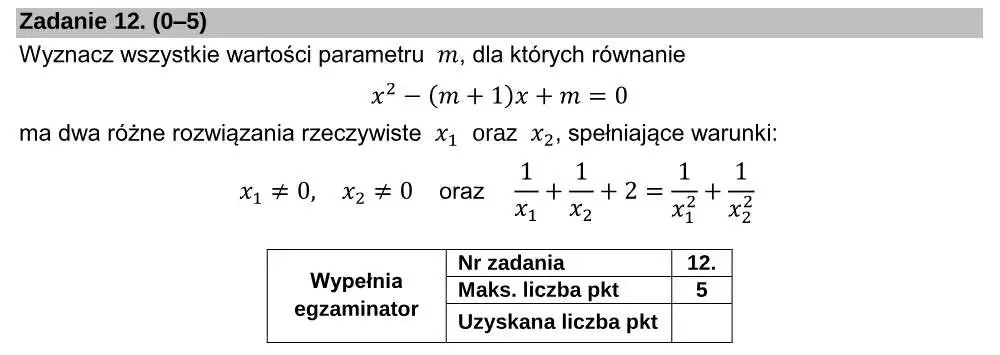 Zadanie 12. (0–5)
Wyznacz wszystkie wartości parametru m, dla których równanie
x² − (m + 1)x + m = 0
ma dwa różne rozwiązania rzeczywiste x₁ oraz x₂, spełniające warunki:
x₁ ≠ 0, x₂ ≠ 0 oraz 1/x₁ + 1/x₂ + 2 = 1/x₁² + 1/x₂²
Wypełnia
egzaminator
Nr zadania 12.
Maks. liczba pkt 5
Uzyskana liczba pkt